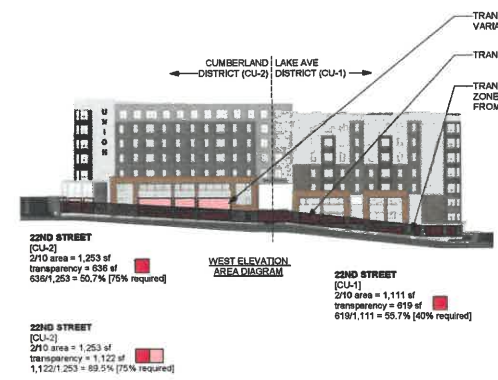 TRAN
VARIA
CUMBERLAND LAKE AVE
DISTRICT (CU-2) DISTRICT (CU-1)
TRAN
TRAN
ZONE
FROM
UNION
22ND STREET
[CU-2]
2/10 area = 1,253 sf
transparency = 636 sf
636/1,253 = 50.7% [75% required]
WEST ELEVATION
AREA DIAGRAM
22ND STREET
[CU-1]
2/10 area = 1,111 sf
transparency = 619 sf
619/1,111 = 55.7% [40% required]
22ND STREET
[CU-2]
2/10 area = 1,253 sf
transparency = 1,122 sf
1,122/1,253 = 89.5% [75% required]